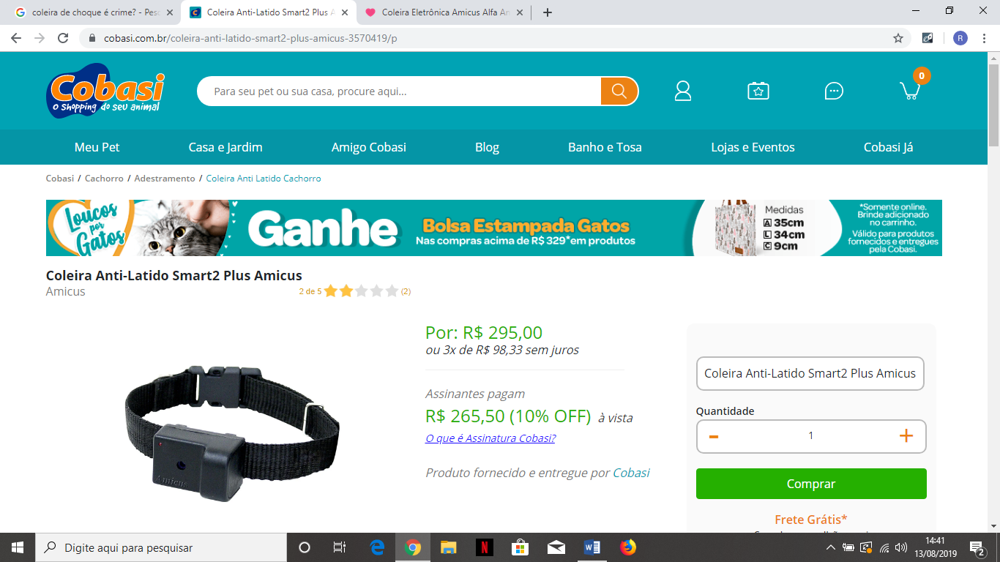 coleira de choque é crime? - Pesc
Coleira Anti-Latido Smart2 Plus A
Coleira Eletrônica Amicus Alfa An
cobasi.com.br/coleira-anti-latido-smart2-plus-amicus-3570419/p
R
Cobasi
o shopping do seu animal
Para seu pet ou sua casa, procure aqui...
0
Meu Pet
Casa e Jardim
Amigo Cobasi
Blog
Banho e Tosa
Lojas e Eventos
Cobasi Já
Cobasi / Cachorro / Adestramento / Coleira Anti Latido Cachorro
Loucos
por
Gatos
Ganhe
Bolsa Estampada Gatos
Nas compras acima de R$ 329* em produtos
Medidas
A 35cm
L 34cm
C 9cm
*Somente online.
Brinde adicionado
no carrinho.
Válido para produtos
fornecidos e entregues
pela Cobasi.
Coleira Anti-Latido Smart2 Plus Amicus
Amicus
2 de 5
(2)
Amicus
Por: R$ 295,00
ou 3x de R$ 98,33 sem juros
Assinantes pagam
R$ 265,50 (10% OFF) à vista
O que é Assinatura Cobasi?
Produto fornecido e entregue por Cobasi
Coleira Anti-Latido Smart2 Plus Amicus
Quantidade
- 1 +
Comprar
Frete Grátis*
Digite aqui para pesquisar
14:41
13/08/2019
2